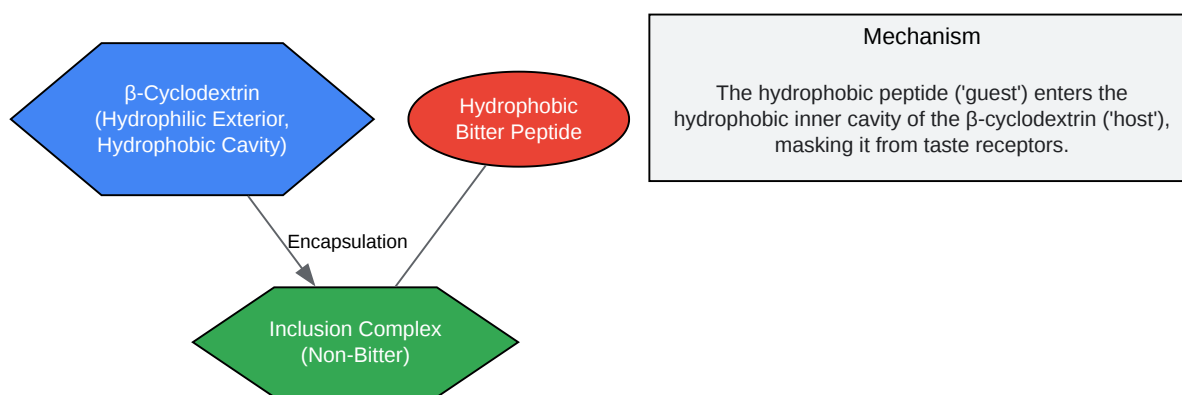 β-Cyclodextrin
(Hydrophilic Exterior,
Hydrophobic Cavity)
Hydrophobic
Bitter Peptide
Mechanism
The hydrophobic peptide ('guest') enters the
hydrophobic inner cavity of the β-cyclodextrin ('host'),
masking it from taste receptors.
Encapsulation
Inclusion Complex
(Non-Bitter)